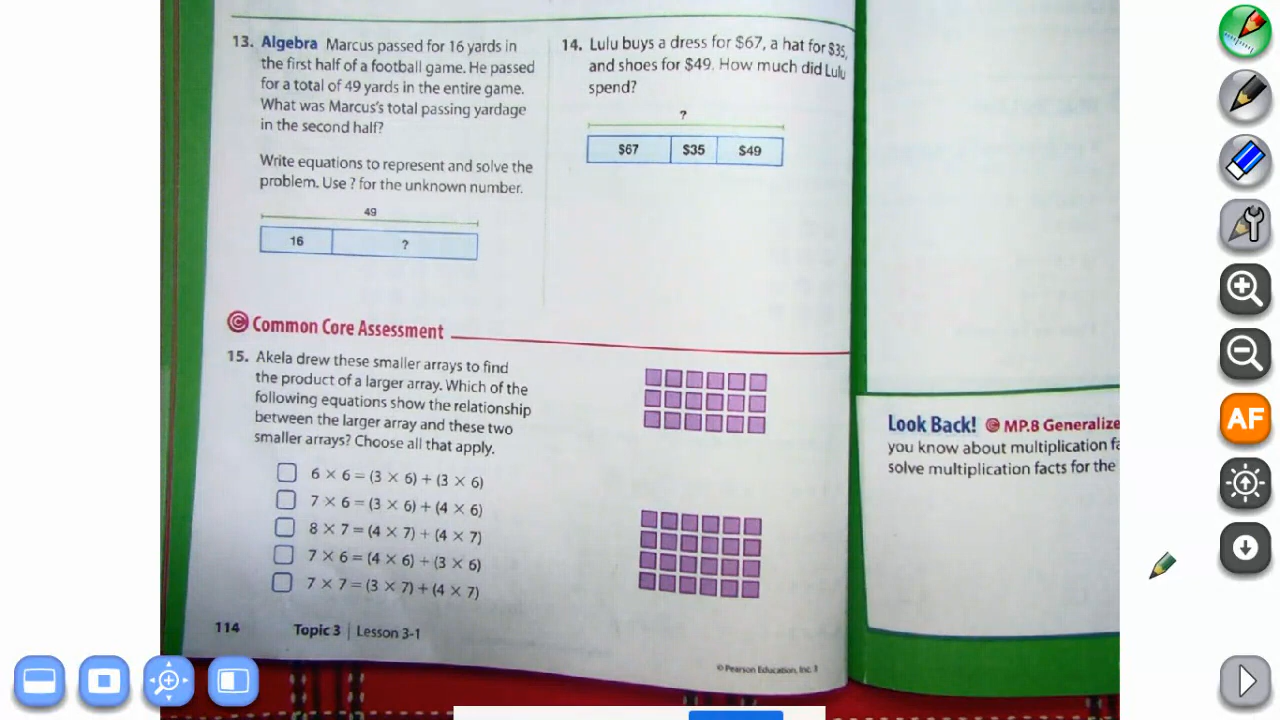 13. Algebra Marcus passed for 16 yards in
the first half of a football game. He passed
for a total of 49 yards in the entire game.
What was Marcus's total passing yardage
in the second half?
Write equations to represent and solve the
problem. Use ? for the unknown number.
49
16 ?
14. Lulu buys a dress for $67, a hat for $35,
and shoes for $49. How much did Lulu
spend?
?
$67 $35 $49
Common Core Assessment
15. Akela drew these smaller arrays to find
the product of a larger array. Which of the
following equations show the relationship
between the larger array and these two
smaller arrays? Choose all that apply.
6 × 6 = (3 × 6) + (3 × 6)
7 × 6 = (3 × 6) + (4 × 6)
8 × 7 = (4 × 7) + (4 × 7)
7 × 6 = (4 × 6) + (3 × 6)
7 × 7 = (3 × 7) + (4 × 7)
114 Topic 3 | Lesson 3-1
© Pearson Education, Inc. 3
Look Back! MP.8 Generalize
you know about multiplication fa
solve multiplication facts for the
AF